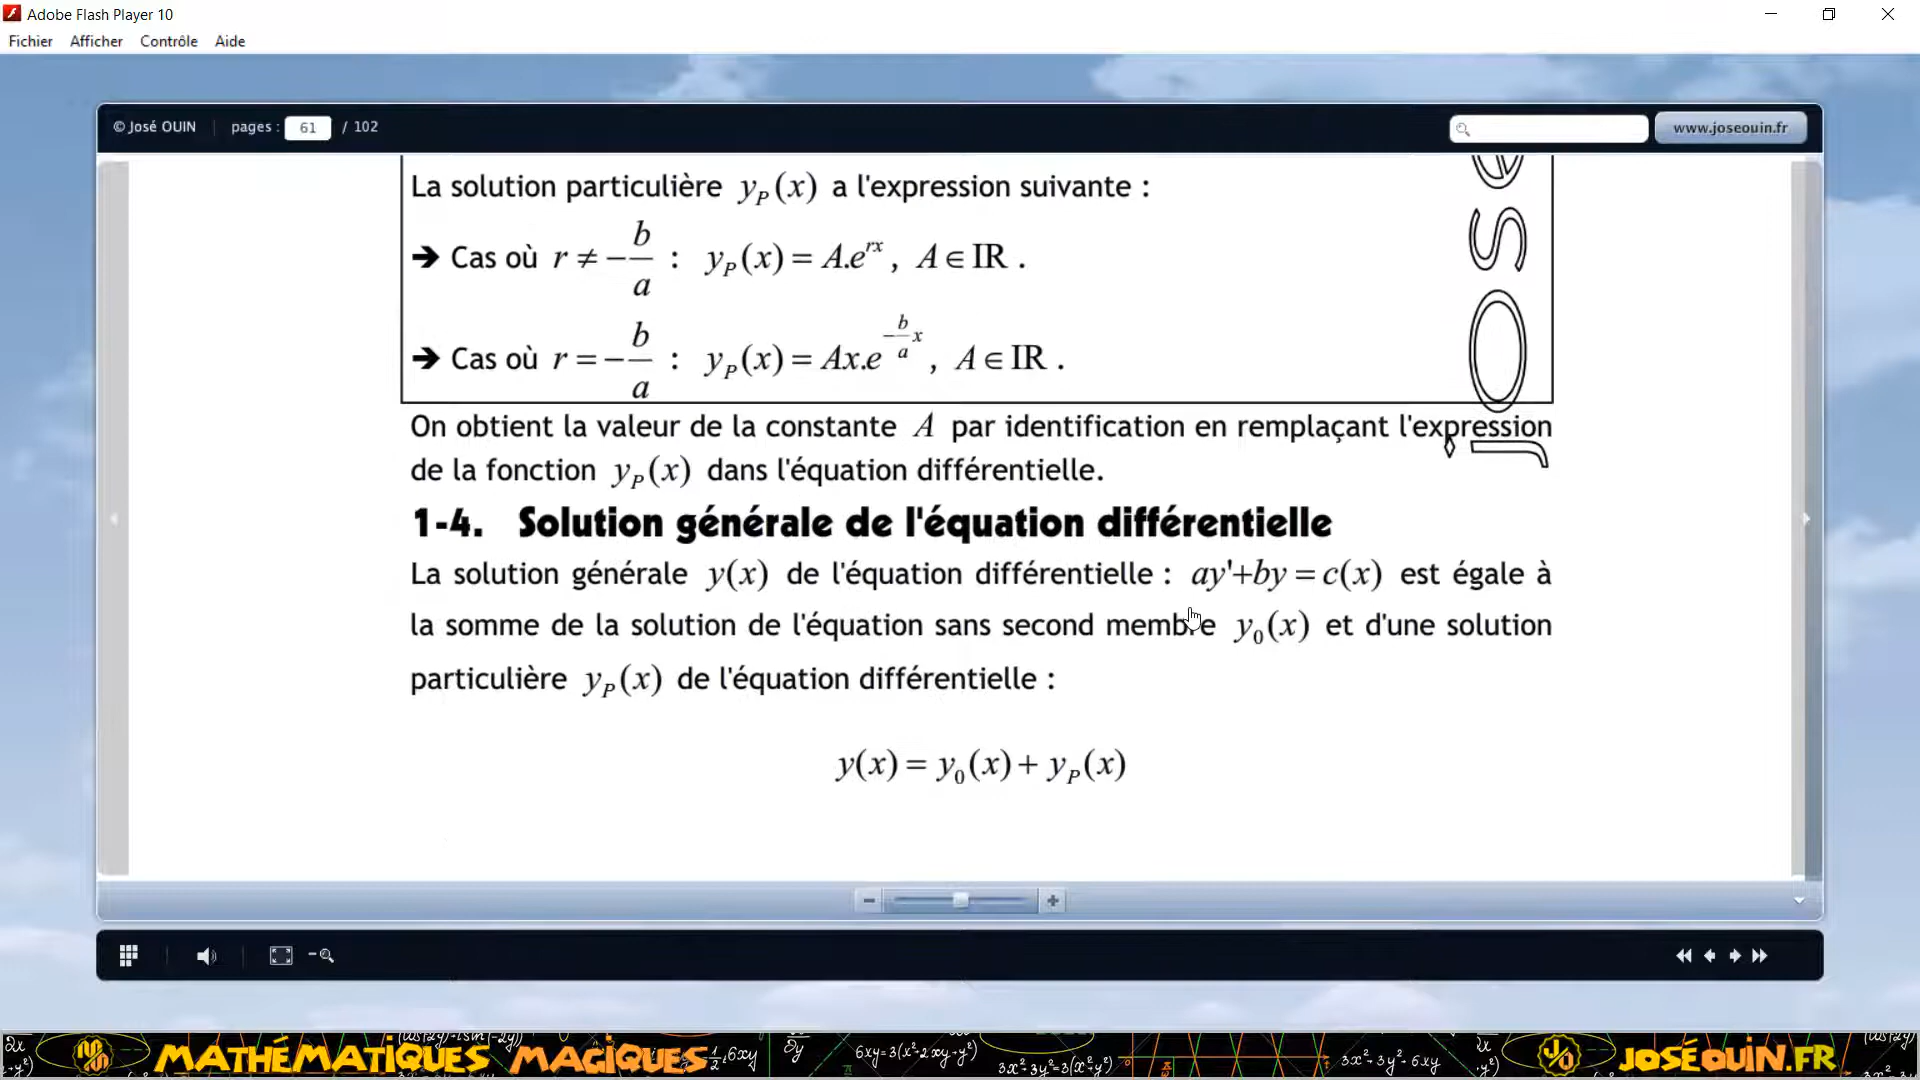 Adobe Flash Player 10
Fichier Afficher Contrôle Aide
© José OUIN pages : 61 / 102 www.joseouin.fr
La solution particulière y_P(x) a l'expression suivante :
➔ Cas où r ≠ −b/a : y_P(x) = A.e^{rx} , A ∈ IR .
➔ Cas où r = −b/a : y_P(x) = Ax.e^{−b/a x} , A ∈ IR .
On obtient la valeur de la constante A par identification en remplaçant l'expression
de la fonction y_P(x) dans l'équation différentielle.
1-4. Solution générale de l'équation différentielle
La solution générale y(x) de l'équation différentielle : ay'+by = c(x) est égale à
la somme de la solution de l'équation sans second membre y_0(x) et d'une solution
particulière y_P(x) de l'équation différentielle :
y(x) = y_0(x) + y_P(x)
José
MATHÉMATIQUES MAGIQUES
JOSÉOUIN.FR